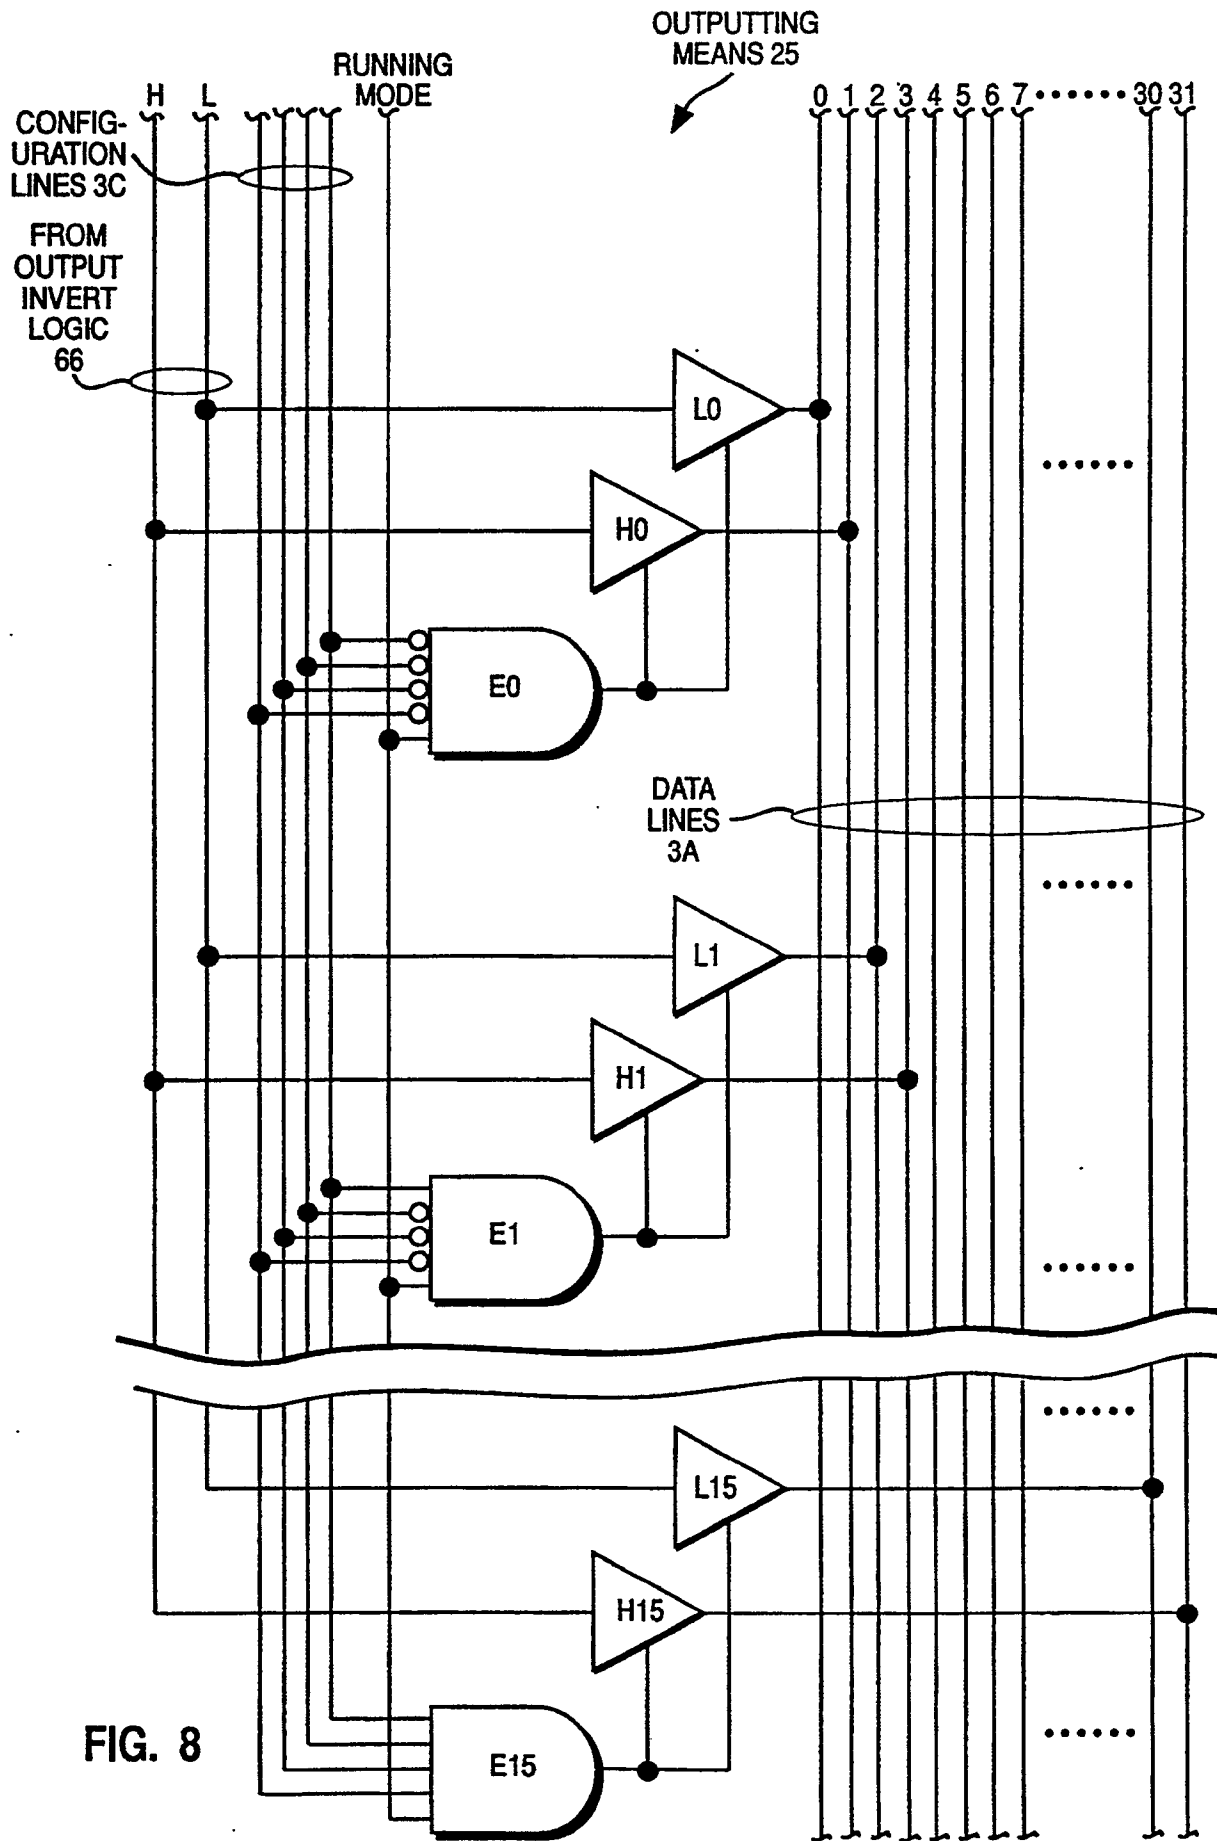 OUTPUTTING
MEANS 25
RUNNING
MODE
H L
0 1 2 3 4 5 6 7 ...... 30 31
CONFIG-
URATION
LINES 3C
FROM
OUTPUT
INVERT
LOGIC
66
L0
......
H0
E0
DATA
LINES
3A
......
L1
H1
E1
......
......
L15
H15
E15
......
FIG. 8